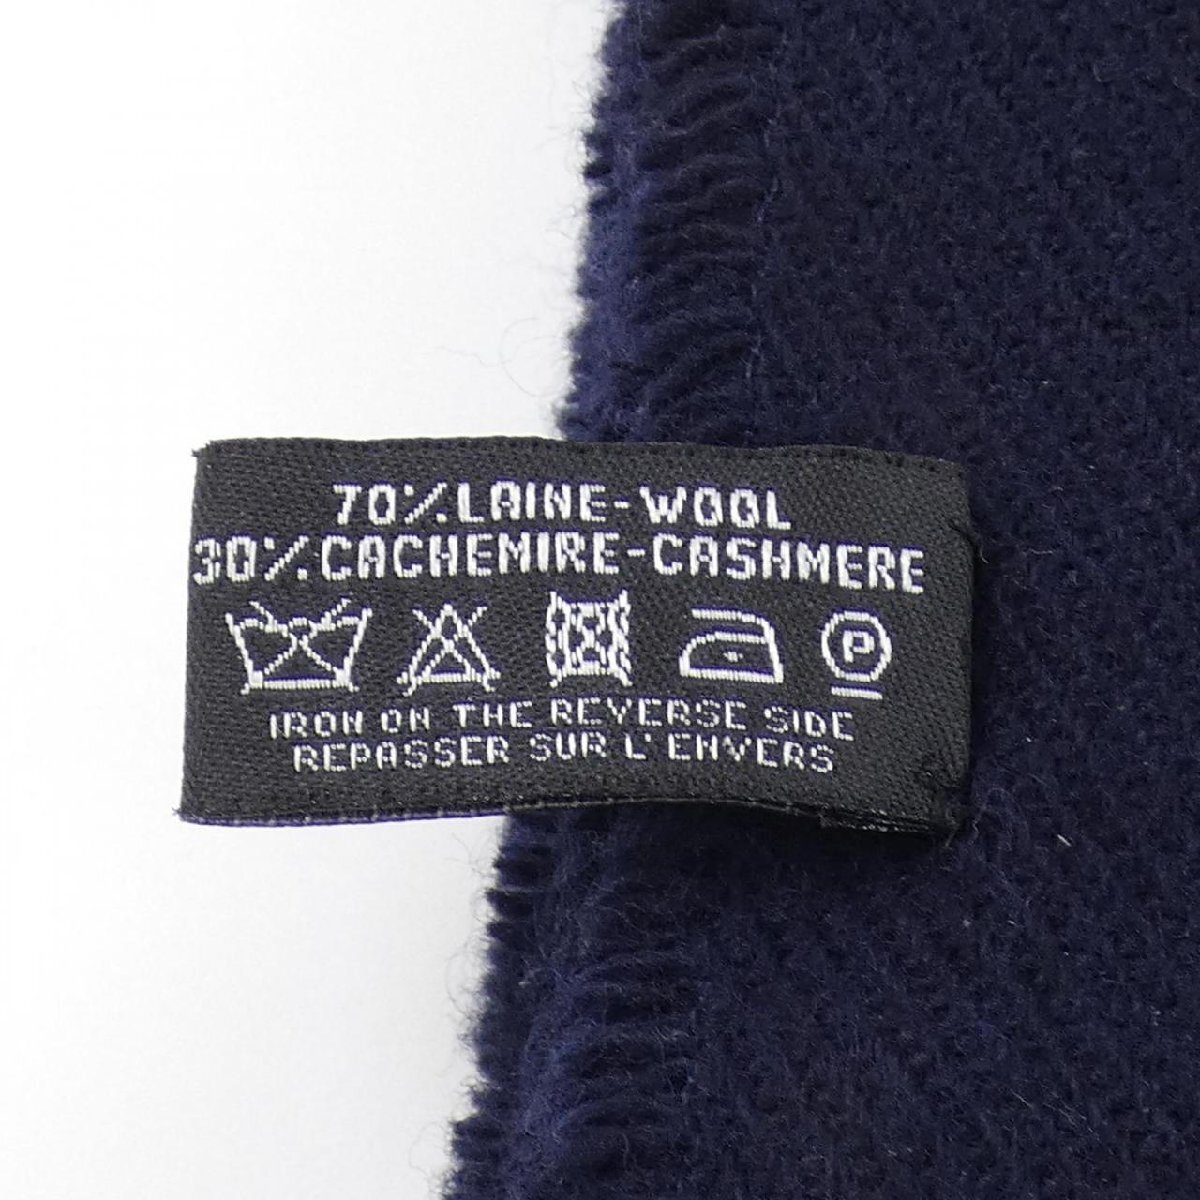 70%LAINE-WOOL
30%CACHEMIRE-CASHMERE
P
IRON ON THE REVERSE SIDE
REPASSER SUR L'ENVERS